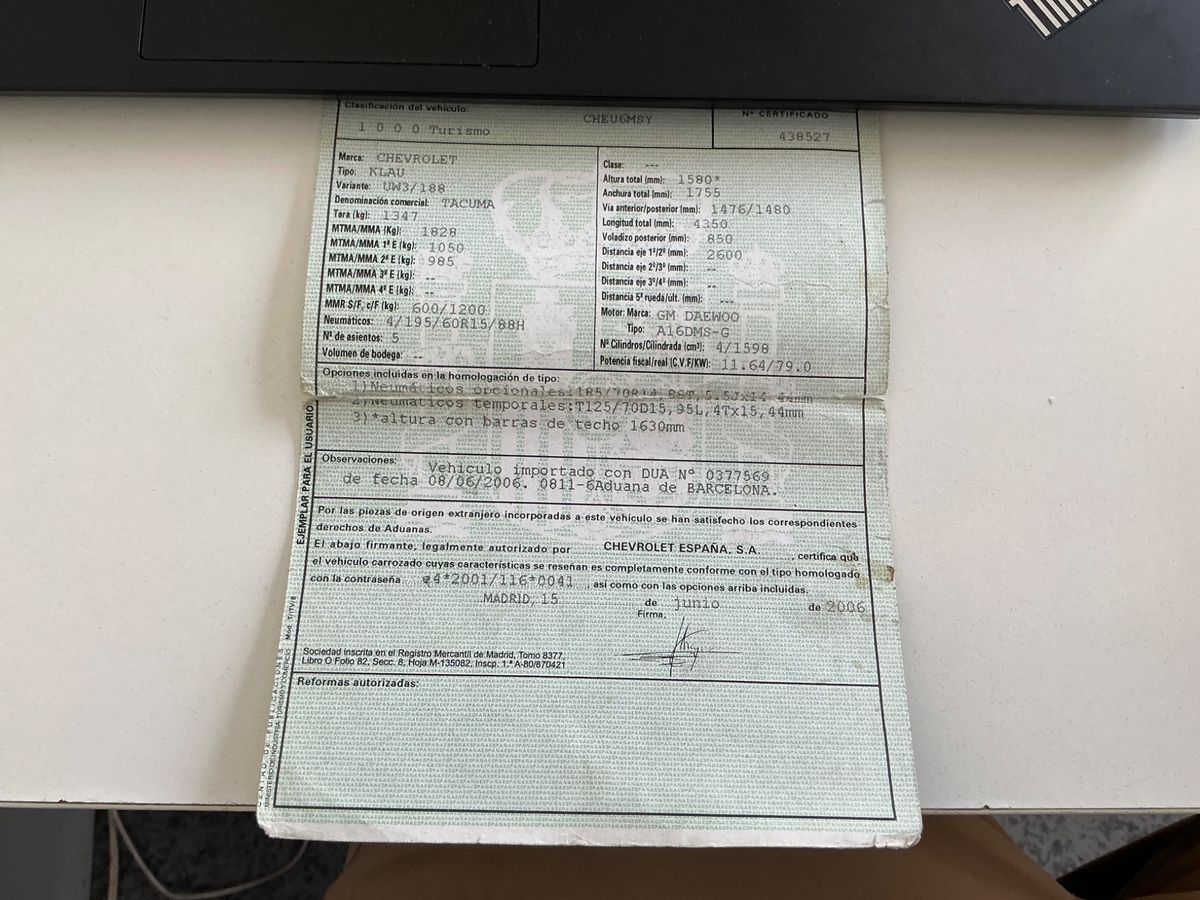 Clasificación del vehículo:
CHEU6MSY
Nº CERTIFICADO
1 0 0 0 Turismo
438527
Marca: CHEVROLET
Tipo: KLAU
Variante: UW3/188
Denominación comercial: TACUMA
Tara (kg): 1347
MTMA/MMA (Kg): 1828
MTMA/MMA 1º E (kg): 1050
MTMA/MMA 2º E (kg): 985
MTMA/MMA 3º E (kg): --
MTMA/MMA 4º E (kg): --
MMR S/F, c/F (kg): 600/1200
Neumáticos: 4/195/60R15/88H
Nº de asientos: 5
Volumen de bodega: --
Clase: ---
Altura total (mm): 1580*
Anchura total (mm): 1755
Vía anterior/posterior (mm): 1476/1480
Longitud total (mm): 4350
Voladizo posterior (mm): 850
Distancia eje 1º/2º (mm): 2600
Distancia eje 2º/3º (mm): --
Distancia eje 3º/4º (mm): --
Distancia 5ª rueda/últ. (mm): ---
Motor: Marca: GM DAEWOO
Tipo: A16DMS-G
Nº Cilindros/Cilindrada (cm³): 4/1598
Potencia fiscal/real (C.V.F/KW): 11.64/79.0
Opciones incluidas en la homologación de tipo:
1)Neumáticos opcionales:185/70R14,88T,5.5Jx14,44mm
2)Neumáticos temporales:T125/70D15,95L,4Tx15,44mm
3)*altura con barras de techo 1630mm
EJEMPLAR PARA EL USUARIO
Observaciones:
Vehículo importado con DUA Nº 0377569
de fecha 08/06/2006. 0811-6Aduana de BARCELONA.
Por las piezas de origen extranjero incorporadas a este vehículo se han satisfecho los correspondientes
derechos de Aduanas.
El abajo firmante, legalmente autorizado por CHEVROLET ESPAÑA, S.A. , certifica que
el vehículo carrozado cuyas características se reseñan es completamente conforme con el tipo homologado
con la contraseña e4*2001/116*0041 así como con las opciones arriba incluidas.
MADRID, 15 de junio de 2006
Firma,
Sociedad inscrita en el Registro Mercantil de Madrid, Tomo 8377,
Libro O Folio 82, Secc. 8, Hoja M-135082, Inscp. 1.ª A-80/870421
Reformas autorizadas: